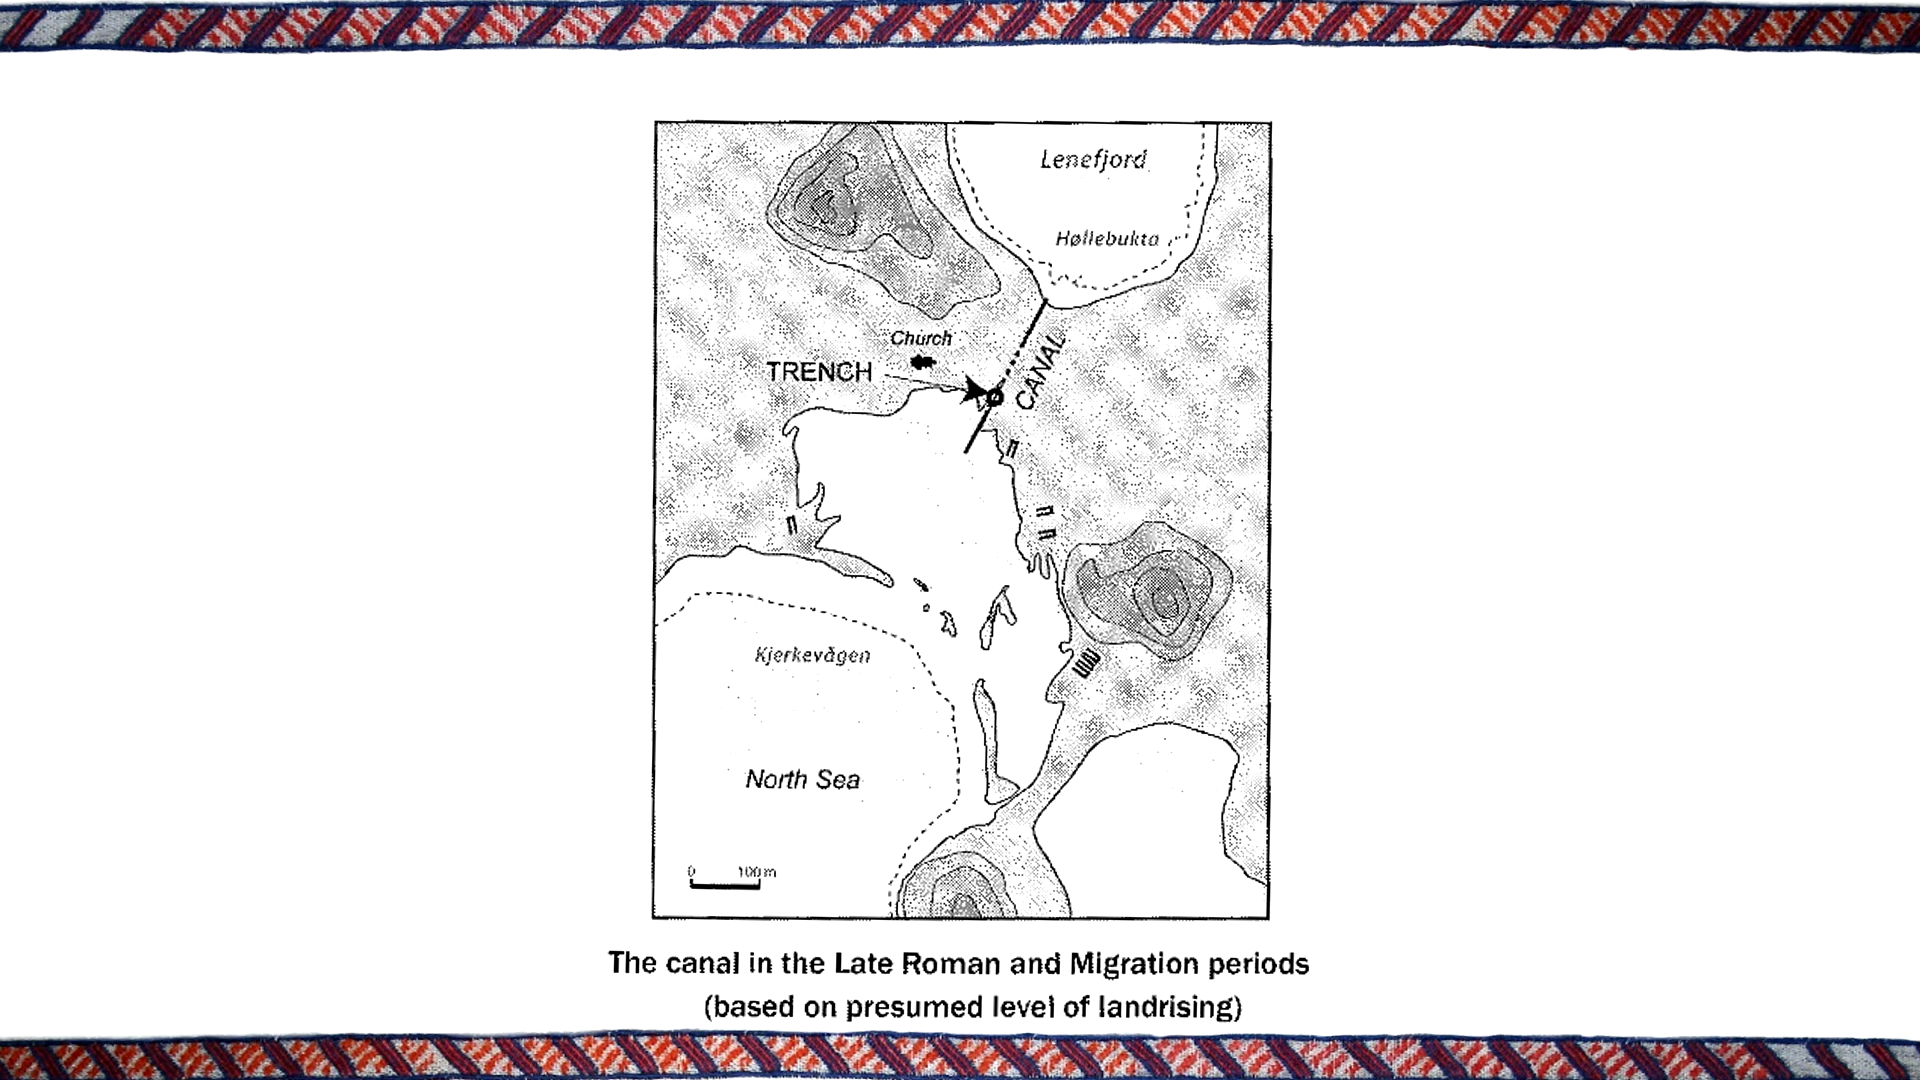 Lenefjord
Høllebukta
Church
TRENCH
CANAL
Kjerkevågen
North Sea
0 100 m
The canal in the Late Roman and Migration periods
(based on presumed level of landrising)